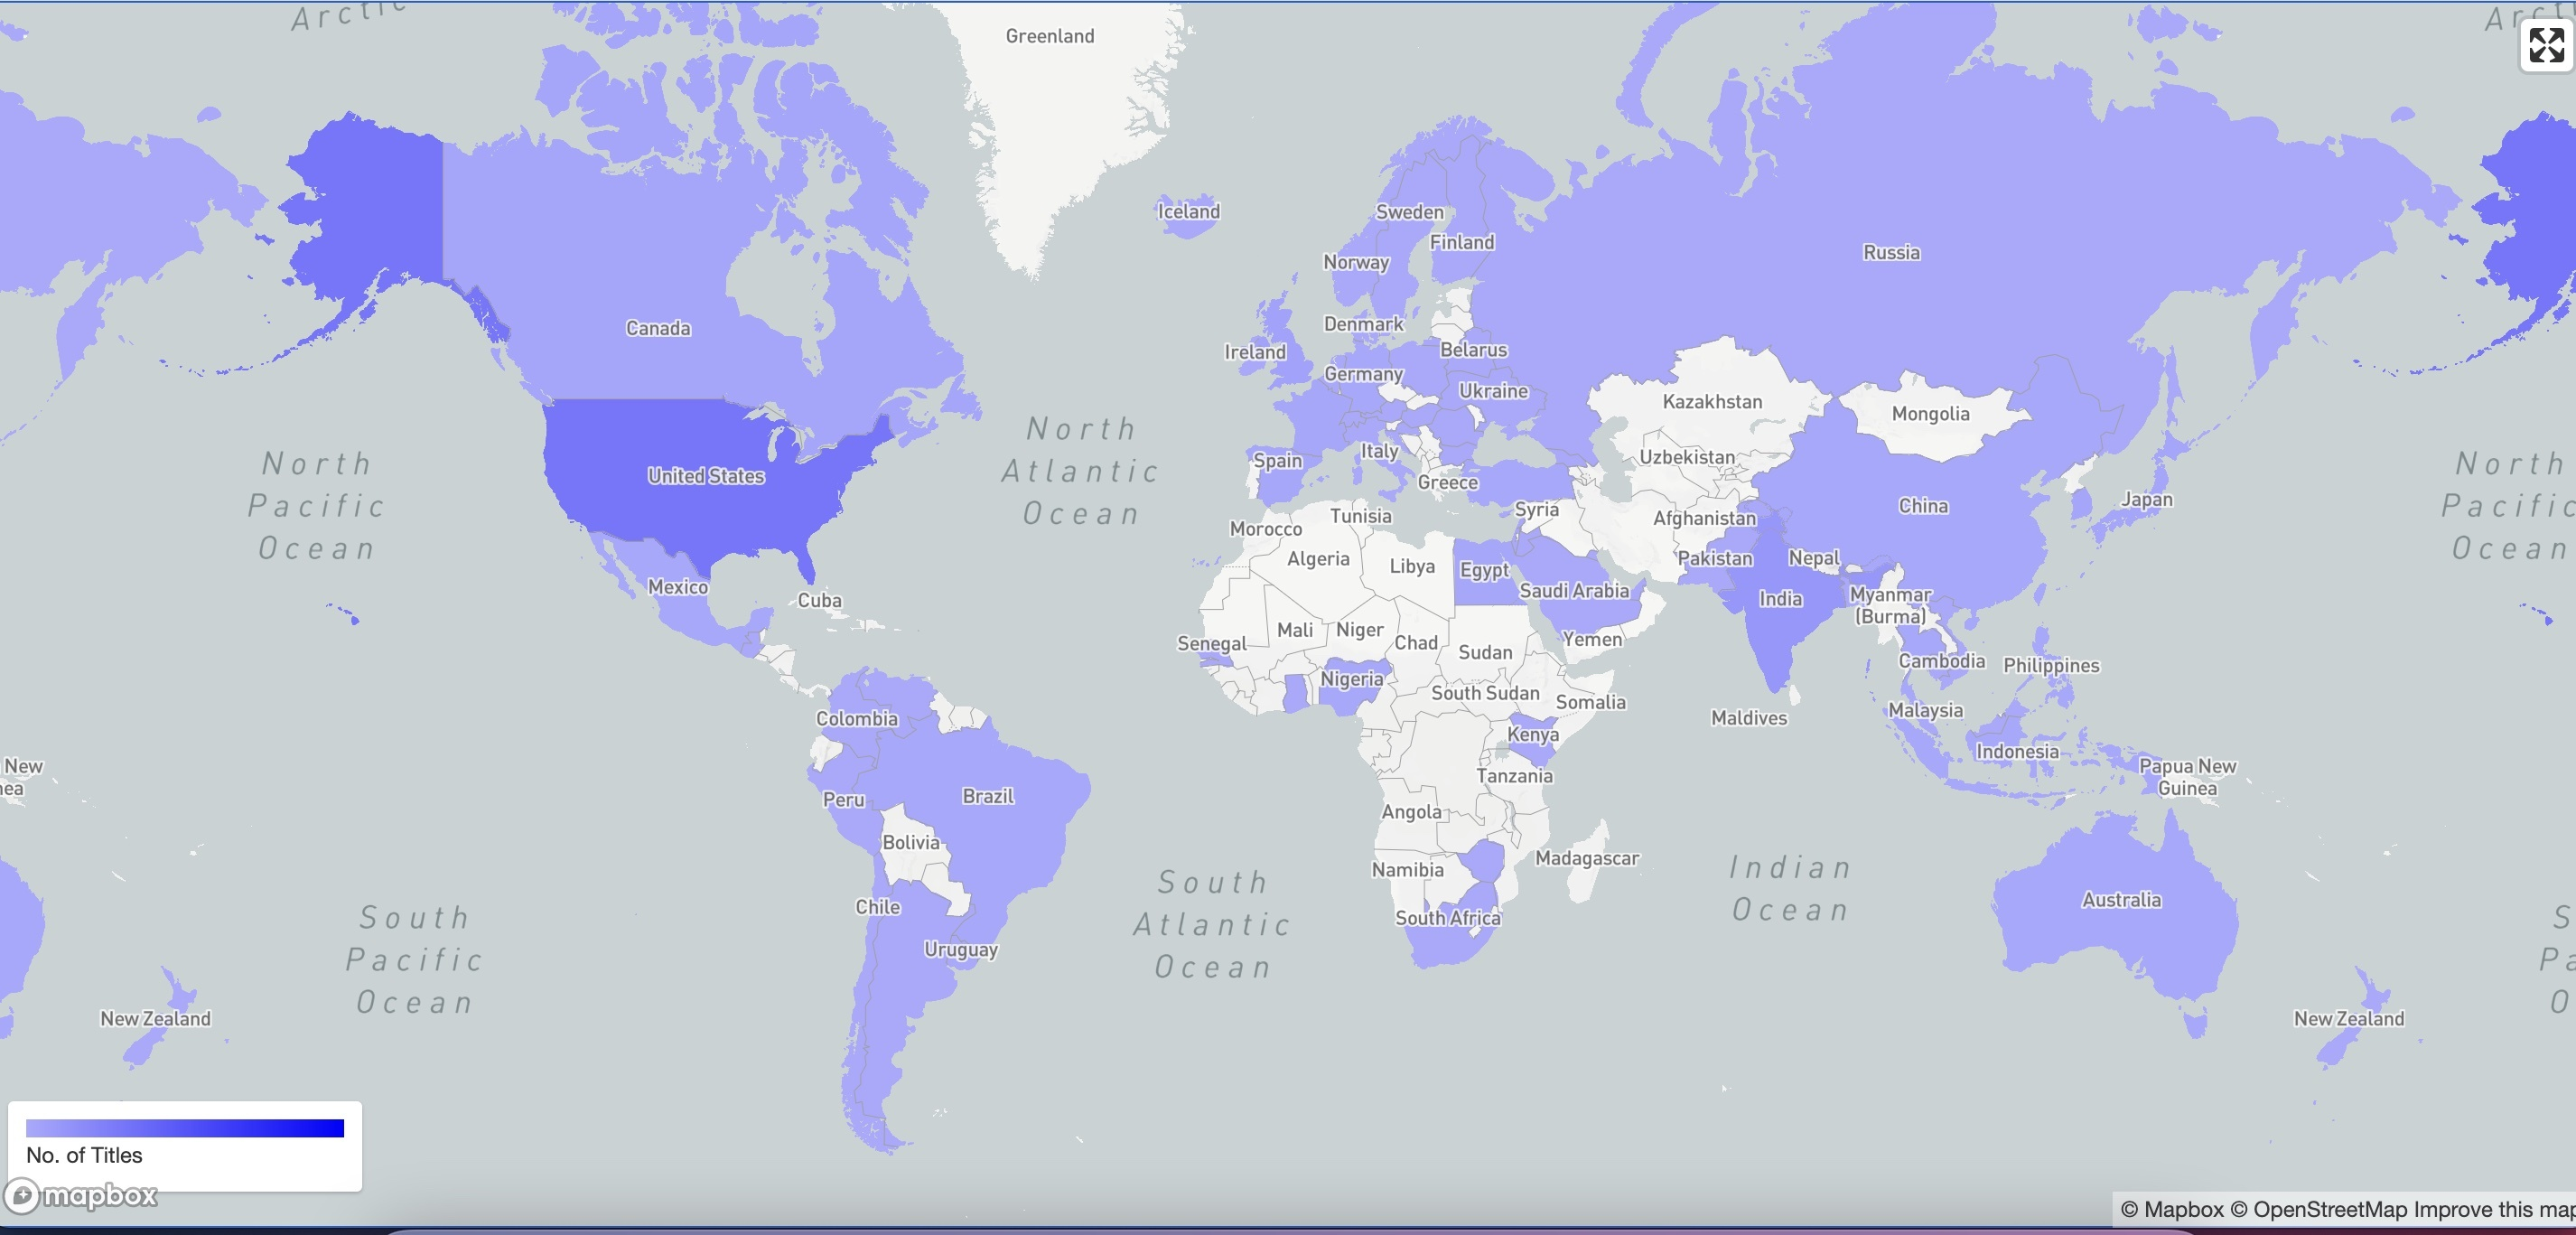 Arctic
Greenland
Iceland
Sweden
Finland
Norway
Russia
Denmark
Ireland
Belarus
Germany
Ukraine
Canada
Kazakhstan
Mongolia
North
Pacific
Ocean
North
Atlantic
Ocean
North
Pacific
Ocean
United States
Spain
Italy
Greece
Uzbekistan
China
Japan
Syria
Afghanistan
Morocco
Tunisia
Algeria
Libya
Egypt
Pakistan
Nepal
Saudi Arabia
India
Myanmar
(Burma)
Mexico
Cuba
Senegal
Mali
Niger
Chad
Sudan
Yemen
Cambodia
Philippines
Nigeria
South Sudan
Somalia
Colombia
Maldives
Malaysia
Kenya
Indonesia
New
Papua New
Guinea
Tanzania
Peru
Brazil
Angola
Bolivia
Namibia
Madagascar
Indian
Ocean
South
Atlantic
Ocean
South
Pacific
Ocean
Chile
South Africa
Australia
Uruguay
New Zealand
New Zealand
No. of Titles
mapbox
© Mapbox © OpenStreetMap Improve this map